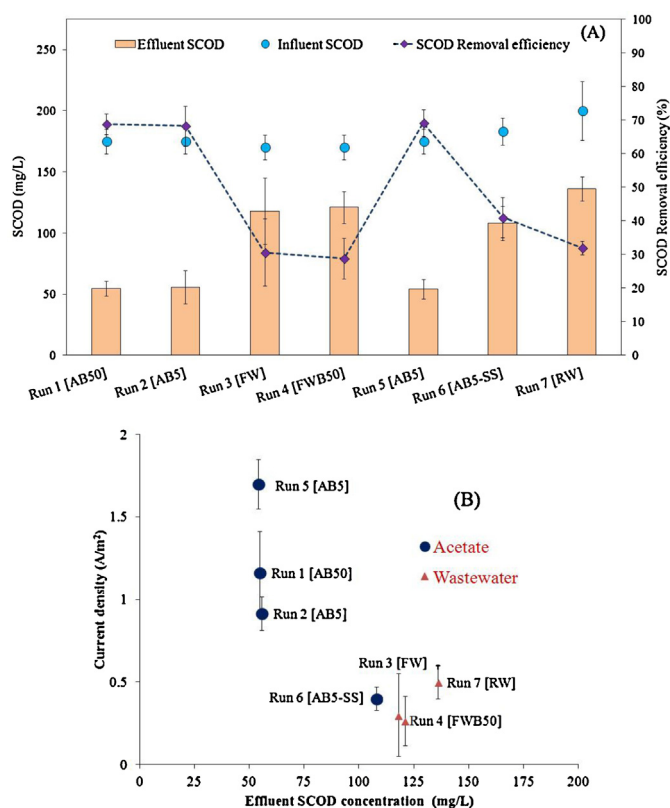 (A)
Effluent SCOD Influent SCOD SCOD Removal efficiency
SCOD (mg/L)
250
200
150
100
50
0
100
90
80
70
60
50
40
30
20
10
0
SCOD Removal efficiency (%)
Run 1 [AB50] Run 2 [AB5] Run 3 [FW] Run 4 [FWB50] Run 5 [AB5] Run 6 [AB5-SS] Run 7 [RW]
(B)
Current density (A/m²)
2
1.5
1
0.5
0
Run 5 [AB5]
Acetate
Run 1 [AB50]
Wastewater
Run 2 [AB5]
Run 3 [FW]
Run 7 [RW]
Run 6 [AB5-SS]
Run 4 [FWB50]
0 25 50 75 100 125 150 175 200
Effluent SCOD concentration (mg/L)